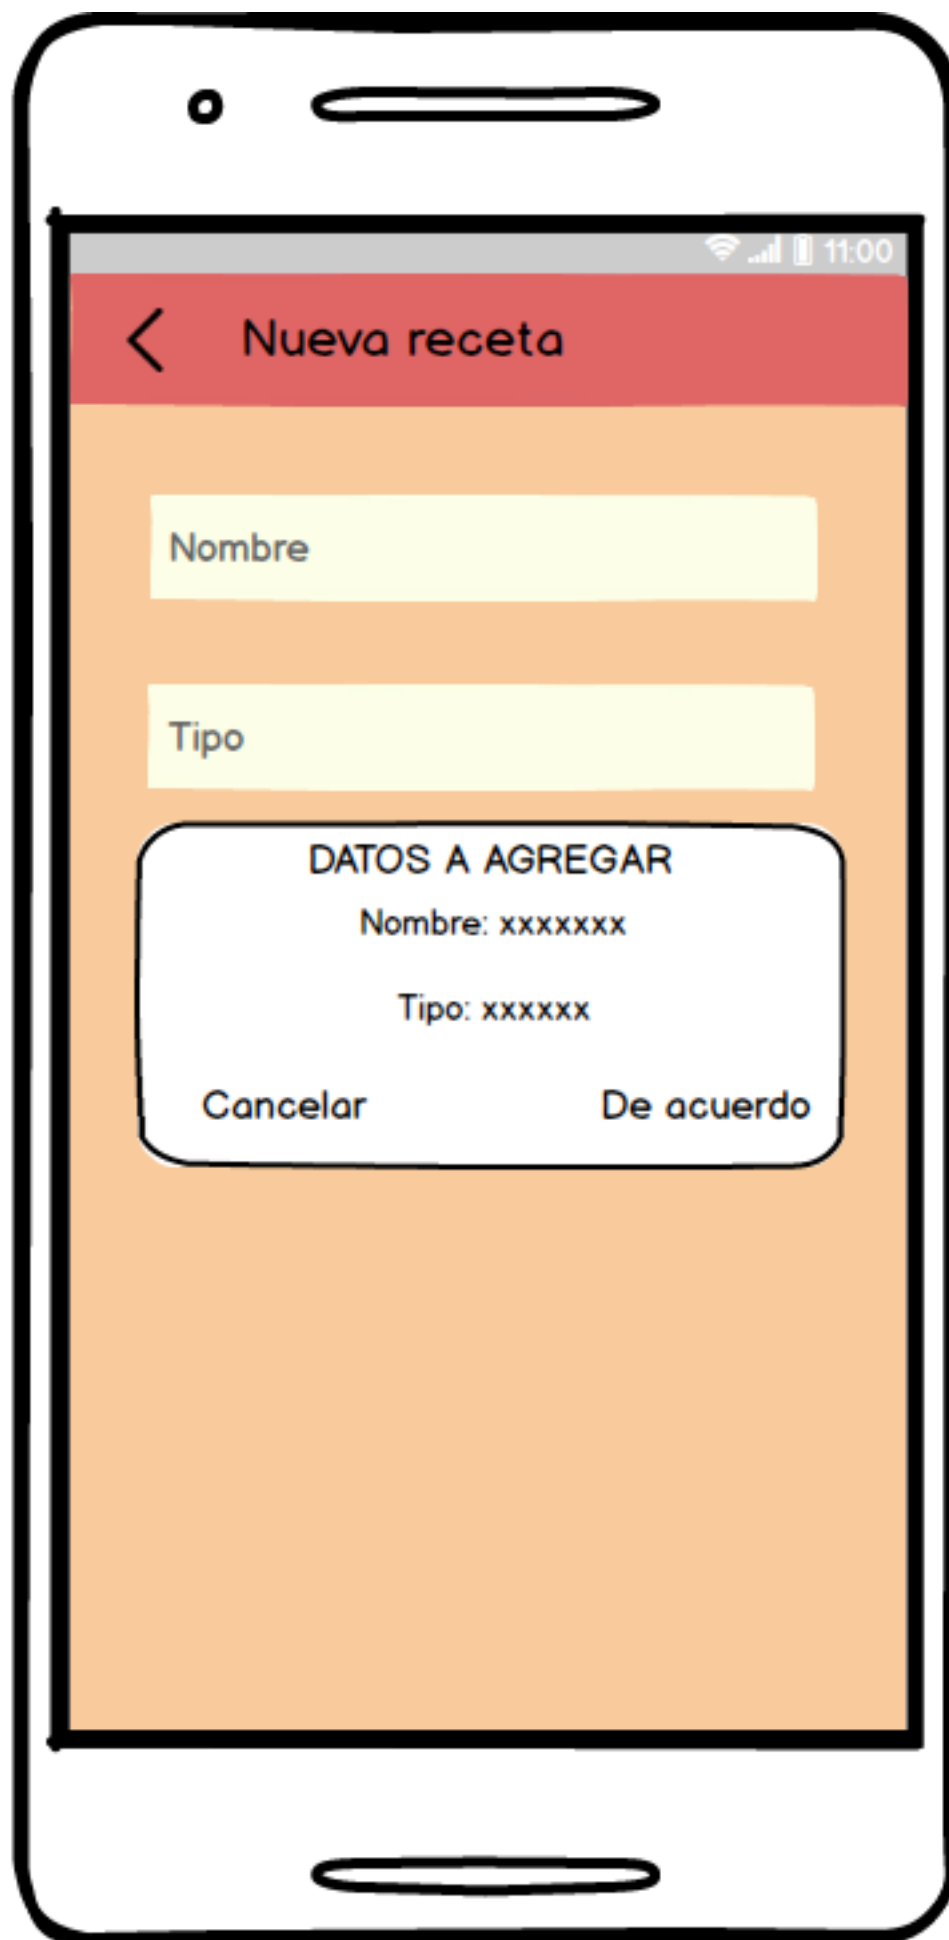 11:00
Nueva receta
Nombre
Tipo
DATOS A AGREGAR
Nombre: xxxxxxx
Tipo: xxxxxx
Cancelar De acuerdo